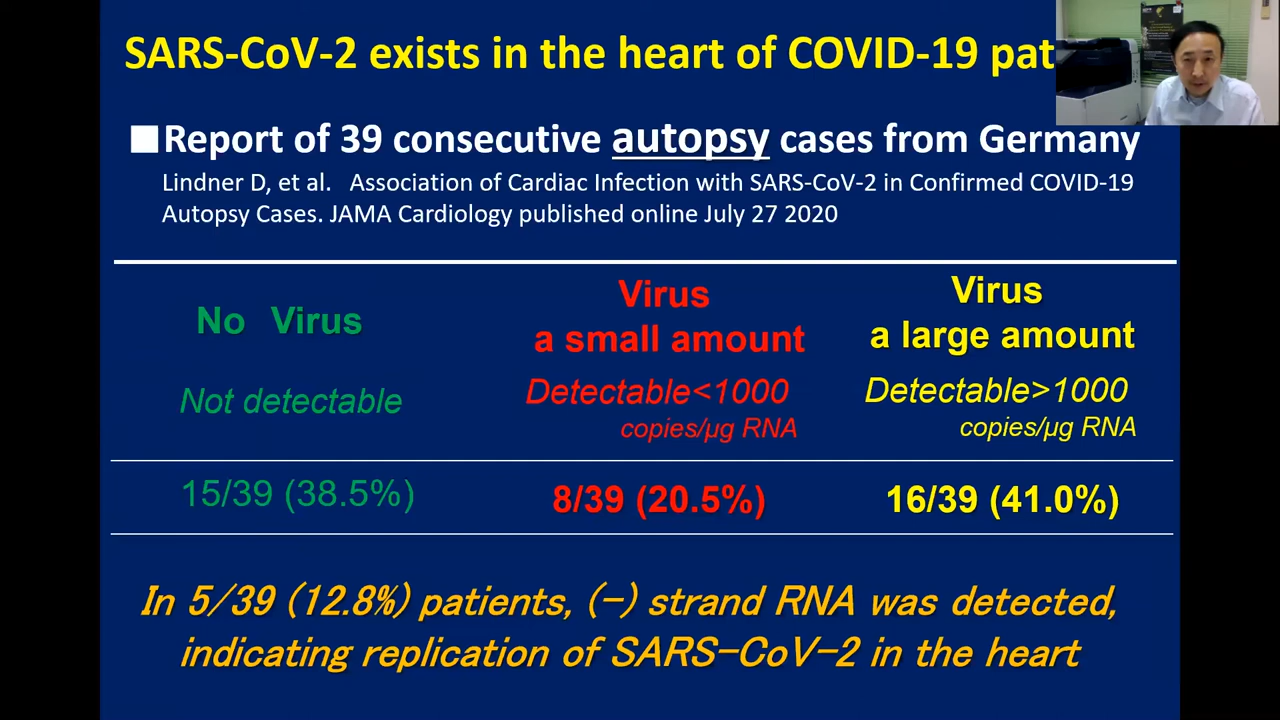 SARS-CoV-2 exists in the heart of COVID-19 pat
■Report of 39 consecutive autopsy cases from Germany
Lindner D, et al. Association of Cardiac Infection with SARS-CoV-2 in Confirmed COVID-19
Autopsy Cases. JAMA Cardiology published online July 27 2020
No Virus
Not detectable
Virus
a small amount
Detectable<1000
copies/μg RNA
Virus
a large amount
Detectable>1000
copies/μg RNA
15/39 (38.5%)
8/39 (20.5%)
16/39 (41.0%)
In 5/39 (12.8%) patients, (-) strand RNA was detected,
indicating replication of SARS-CoV-2 in the heart